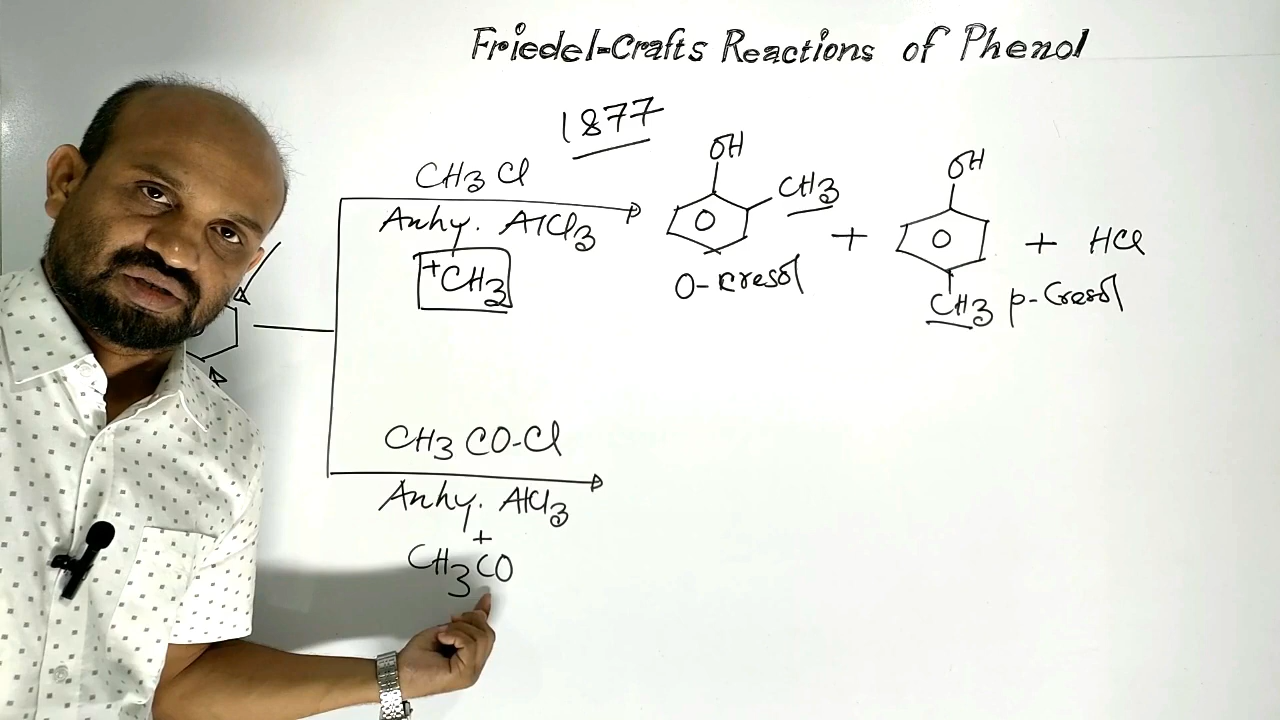 Friedel-Crafts Reactions of Phenol
1877
CH3 Cl
Anhy. AlCl3
+CH3
OH
CH3
O-Cresol
+
OH
CH3
p-Cresol
+ HCl
CH3 CO-Cl
Anhy. AlCl3
+
CH3CO